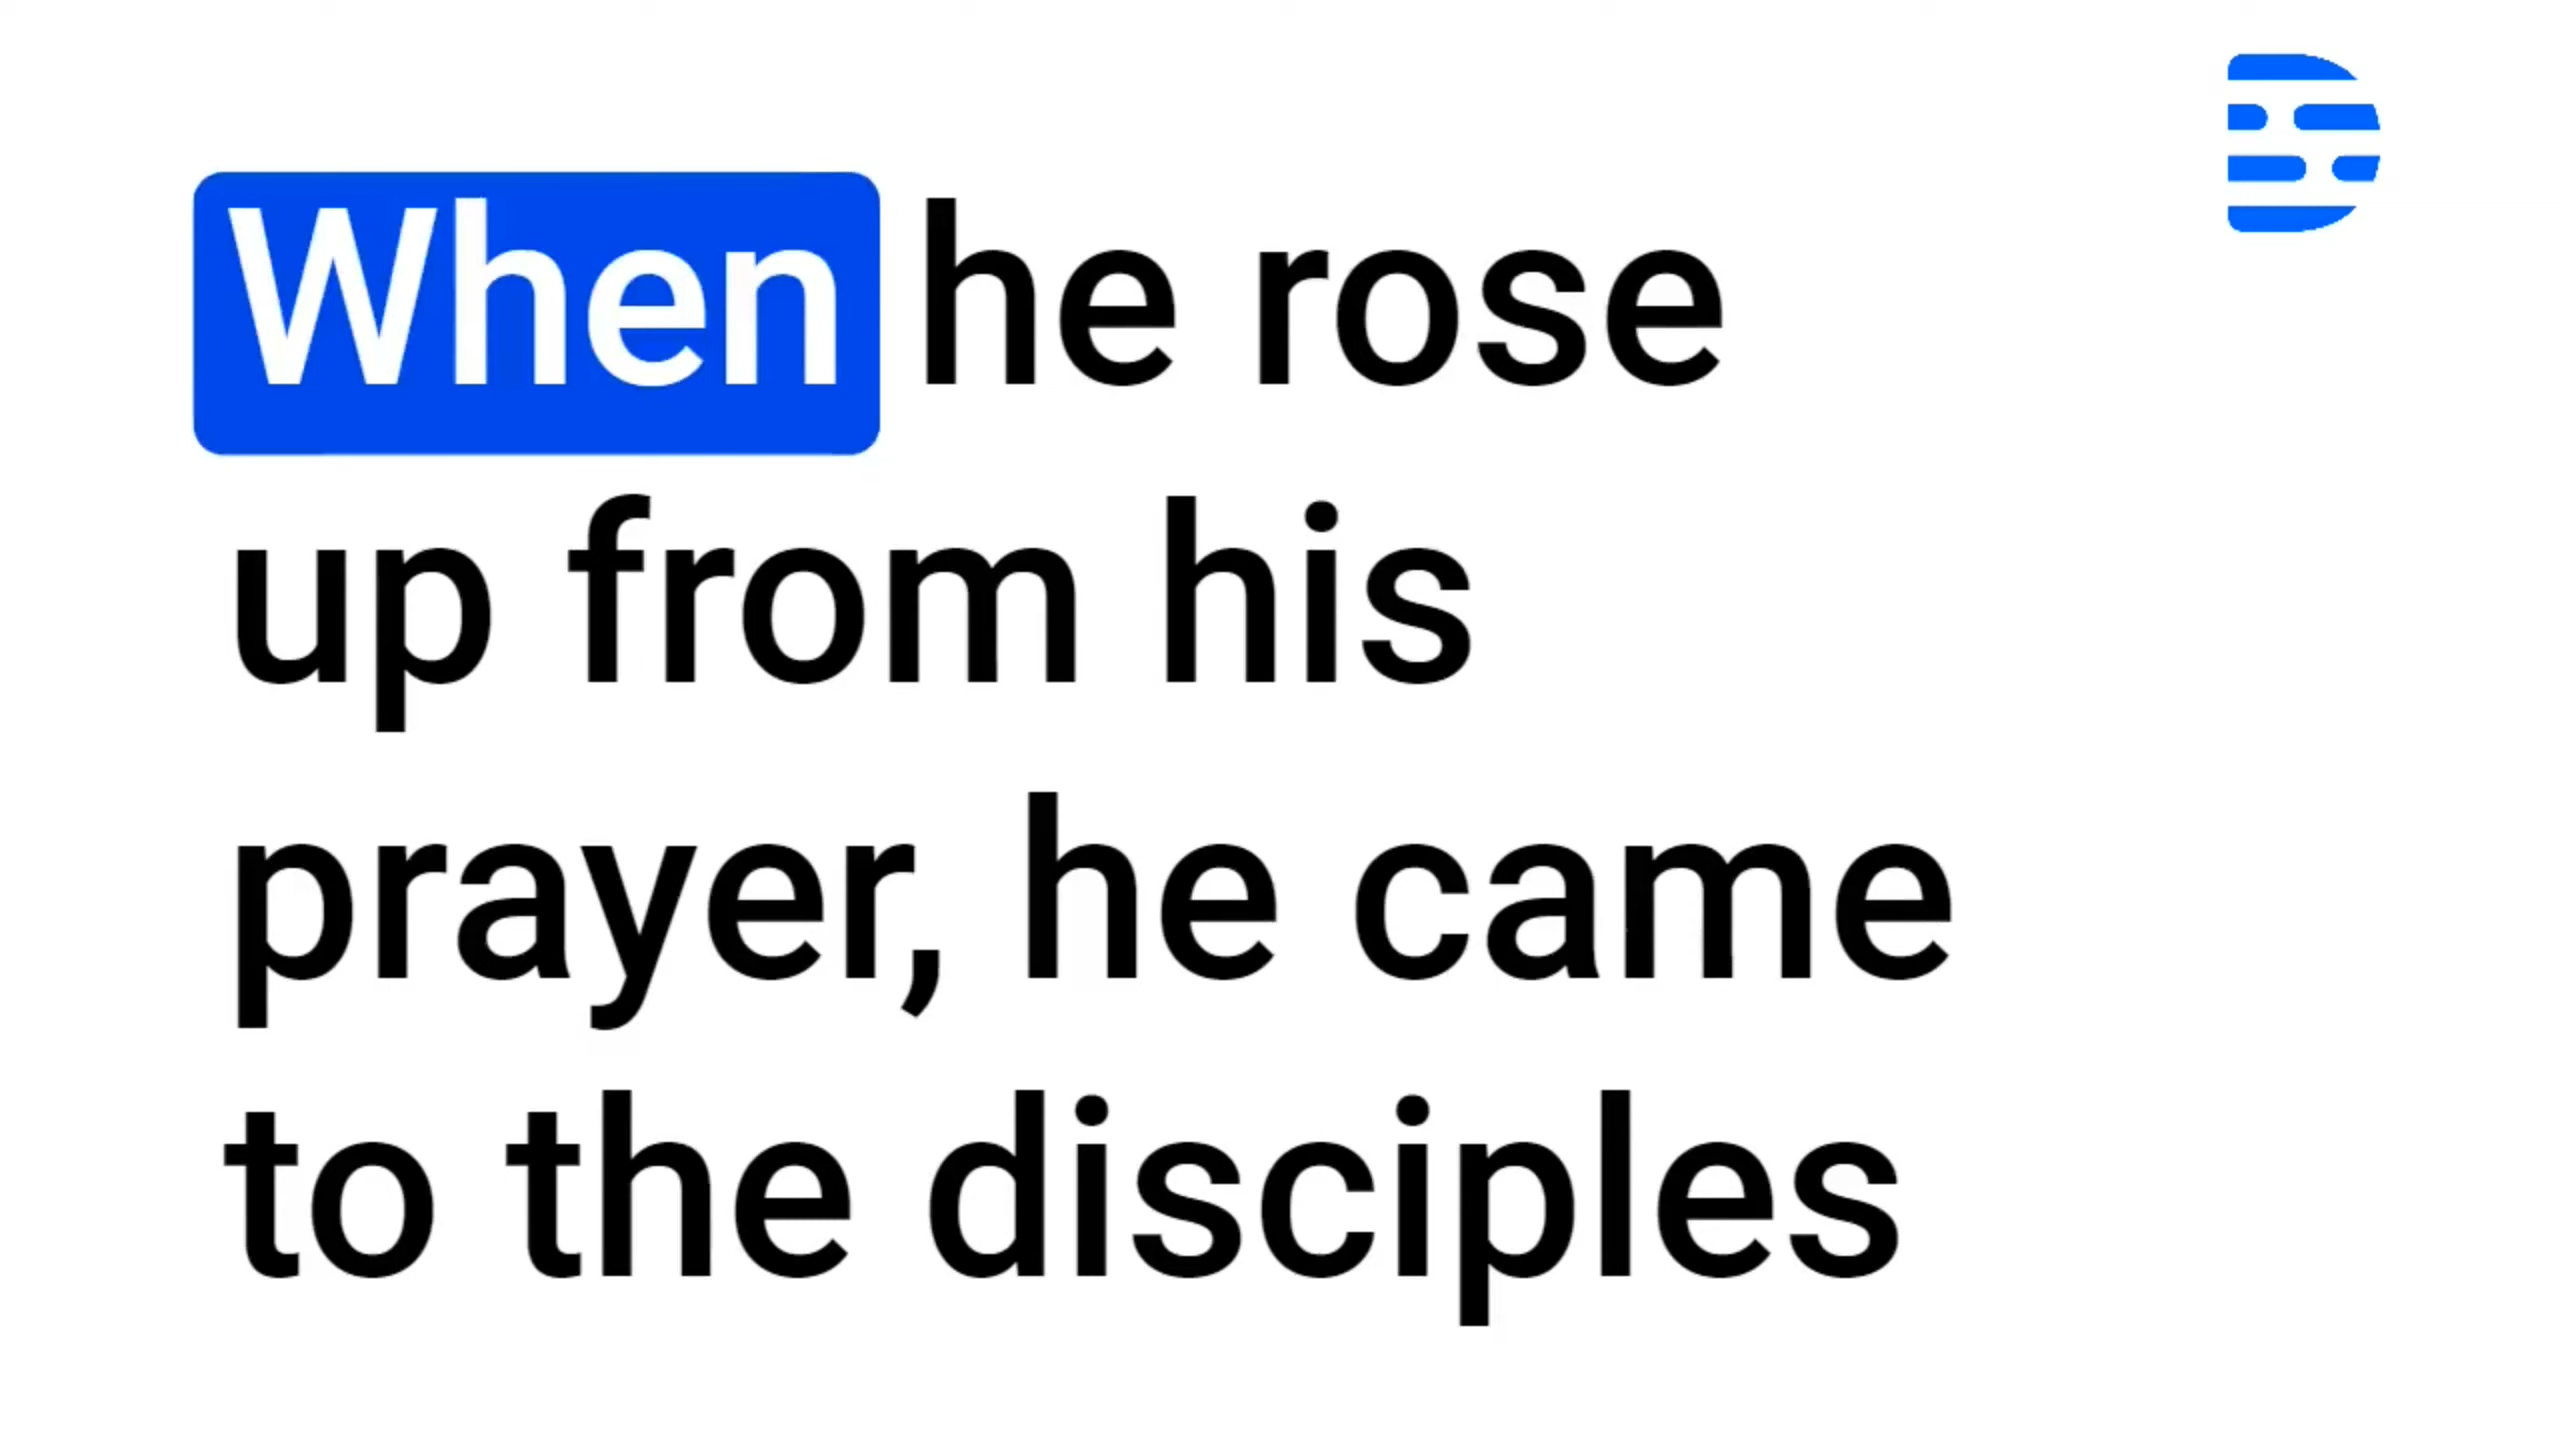 When he rose
up from his
prayer, he came
to the disciples